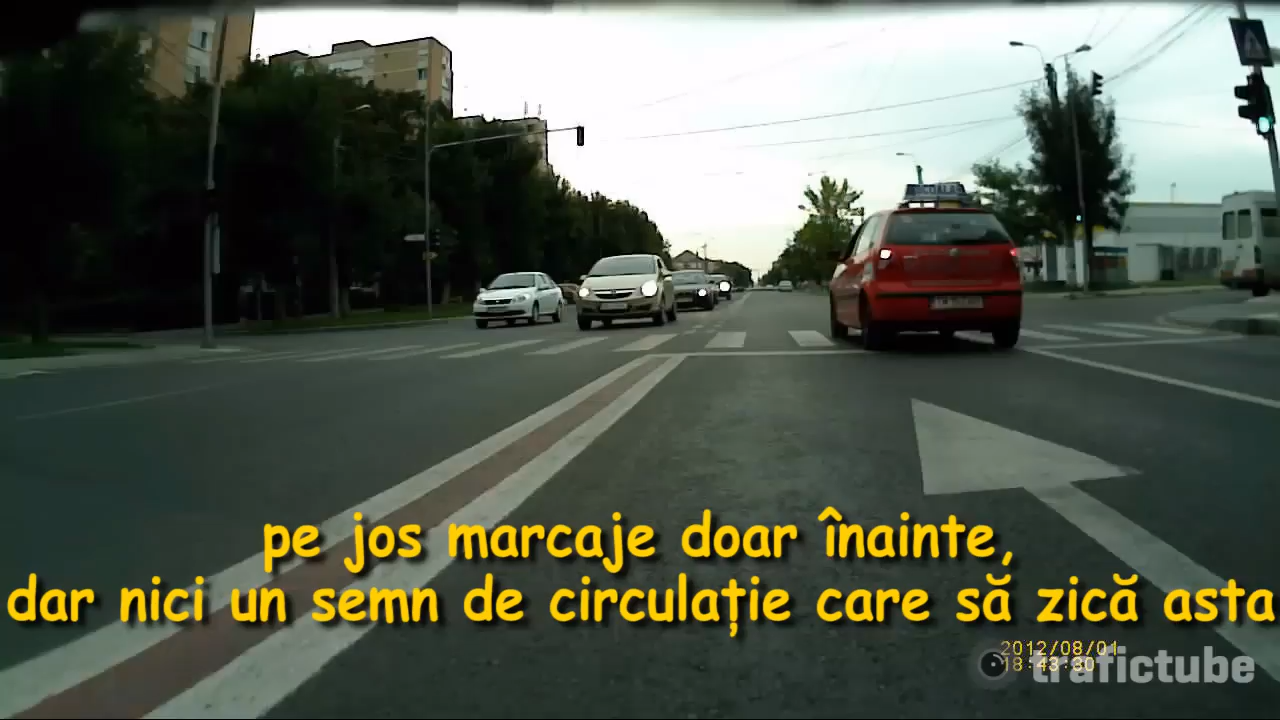 pe jos marcaje doar înainte,
dar nici un semn de circulație care să zică asta
2012/08/01
18:43:30
trafictube